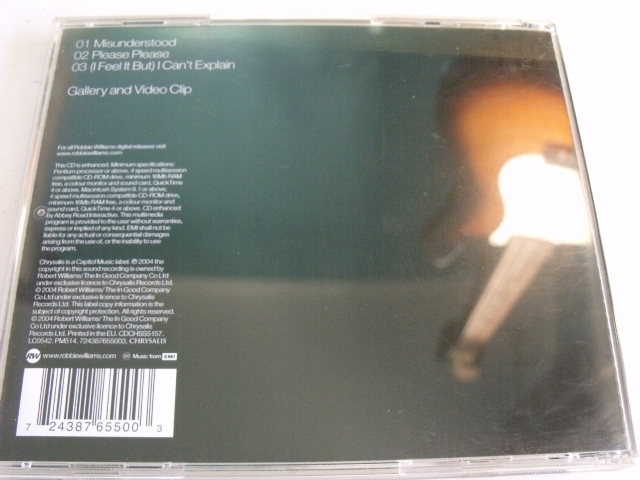 01 Misunderstood
02 Please Please
03 (I Feel It But) I Can't Explain
Gallery and Video Clip
For all Robbie Williams digital releases visit
www.robbiewilliams.com
This CD is enhanced. Minimum specifications:
Pentium processor or above, 4 speed multisession
compatible CD-ROM drive, minimum 16Mb RAM
free, a colour monitor and sound card, QuickTime
4 or above. Macintosh System 8.1 or above,
4 speed multisession compatible CD-ROM drive,
minimum 16Mb RAM free, a colour monitor and
sound card, QuickTime 4 or above. CD enhanced
by Abbey Road Interactive. This multimedia
program is provided to the user without warranties,
express or implied of any kind. EMI shall not be
liable for any actual or consequential damages
arising from the use of, or the inability to use
the program.
Chrysalis is a Capitol Music label. ℗ 2004 the
copyright in this sound recording is owned by
Robert Williams/The In Good Company Co Ltd
under exclusive licence to Chrysalis Records Ltd.
© 2004 Robert Williams/The In Good Company
Co Ltd under exclusive licence to Chrysalis
Records Ltd. This label copy information is the
subject of copyright protection. All rights reserved.
© 2004 Robert Williams/The In Good Company
Co Ltd under exclusive licence to Chrysalis
Records Ltd. Printed in the EU. CDCHSS5157.
LC0542. PM514. 724387655003. CHRYSALIS
RW www.robbiewilliams.com Music from EMI
7 24387 65500 3